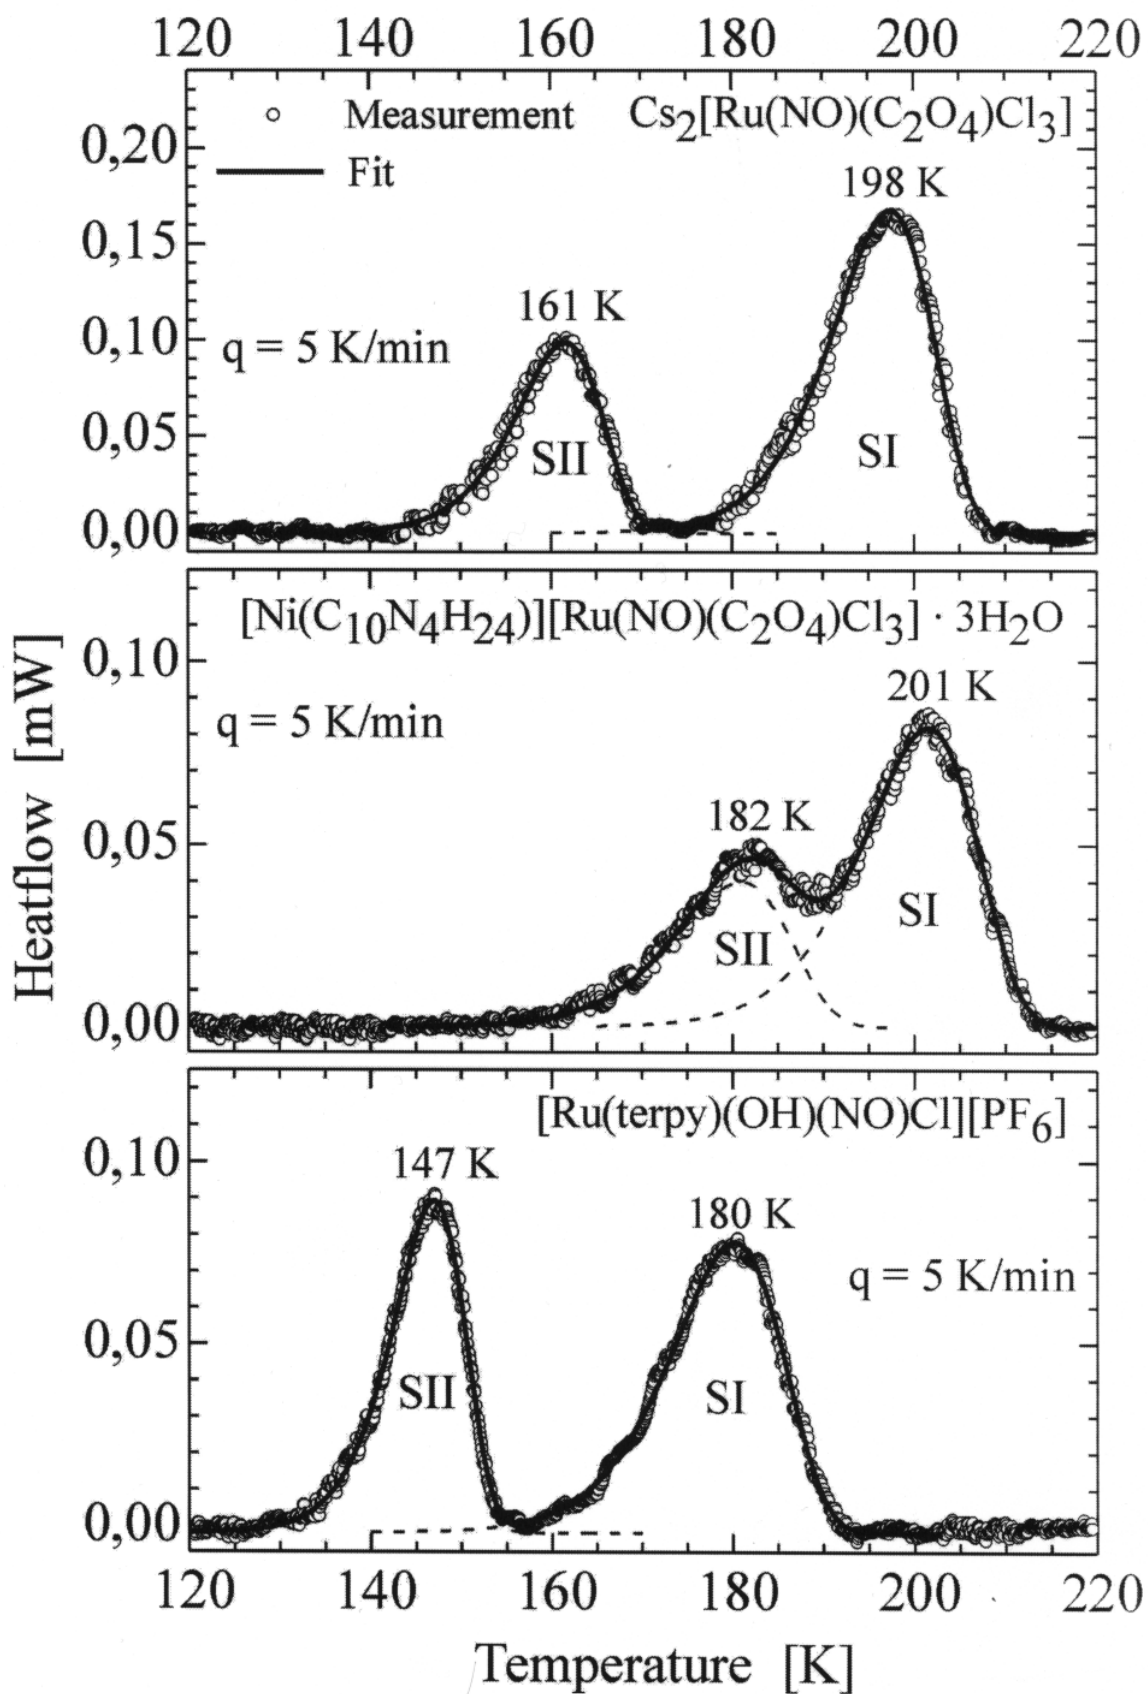 120 140 160 180 200 220
Measurement Cs2[Ru(NO)(C2O4)Cl3]
Fit
0,20
198 K
0,15
161 K
0,10
q = 5 K/min
0,05
SII SI
0,00
[Ni(C10N4H24)][Ru(NO)(C2O4)Cl3] · 3H2O
0,10
201 K
q = 5 K/min
182 K
0,05
SI
SII
0,00
Heatflow [mW]
[Ru(terpy)(OH)(NO)Cl][PF6]
0,10
147 K
180 K
q = 5 K/min
0,05
SII SI
0,00
120 140 160 180 200 220
Temperature [K]